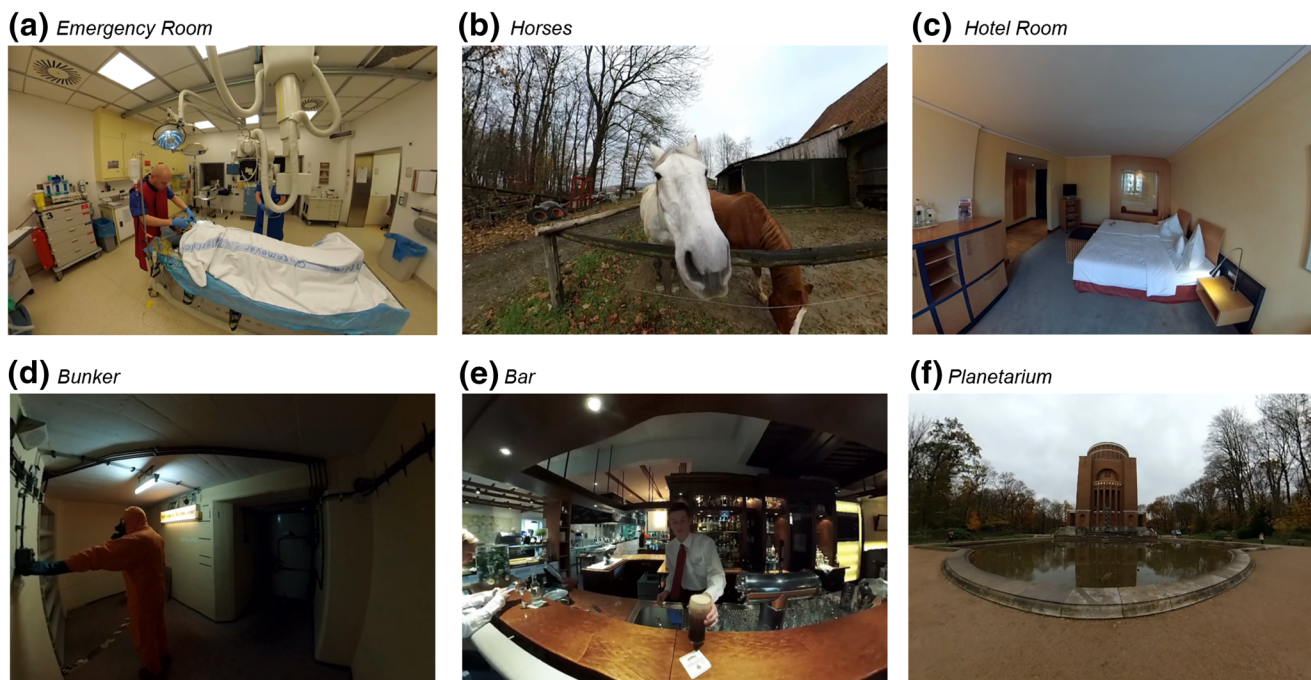 (a) Emergency Room
(b) Horses
(c) Hotel Room
(d) Bunker
(e) Bar
(f) Planetarium